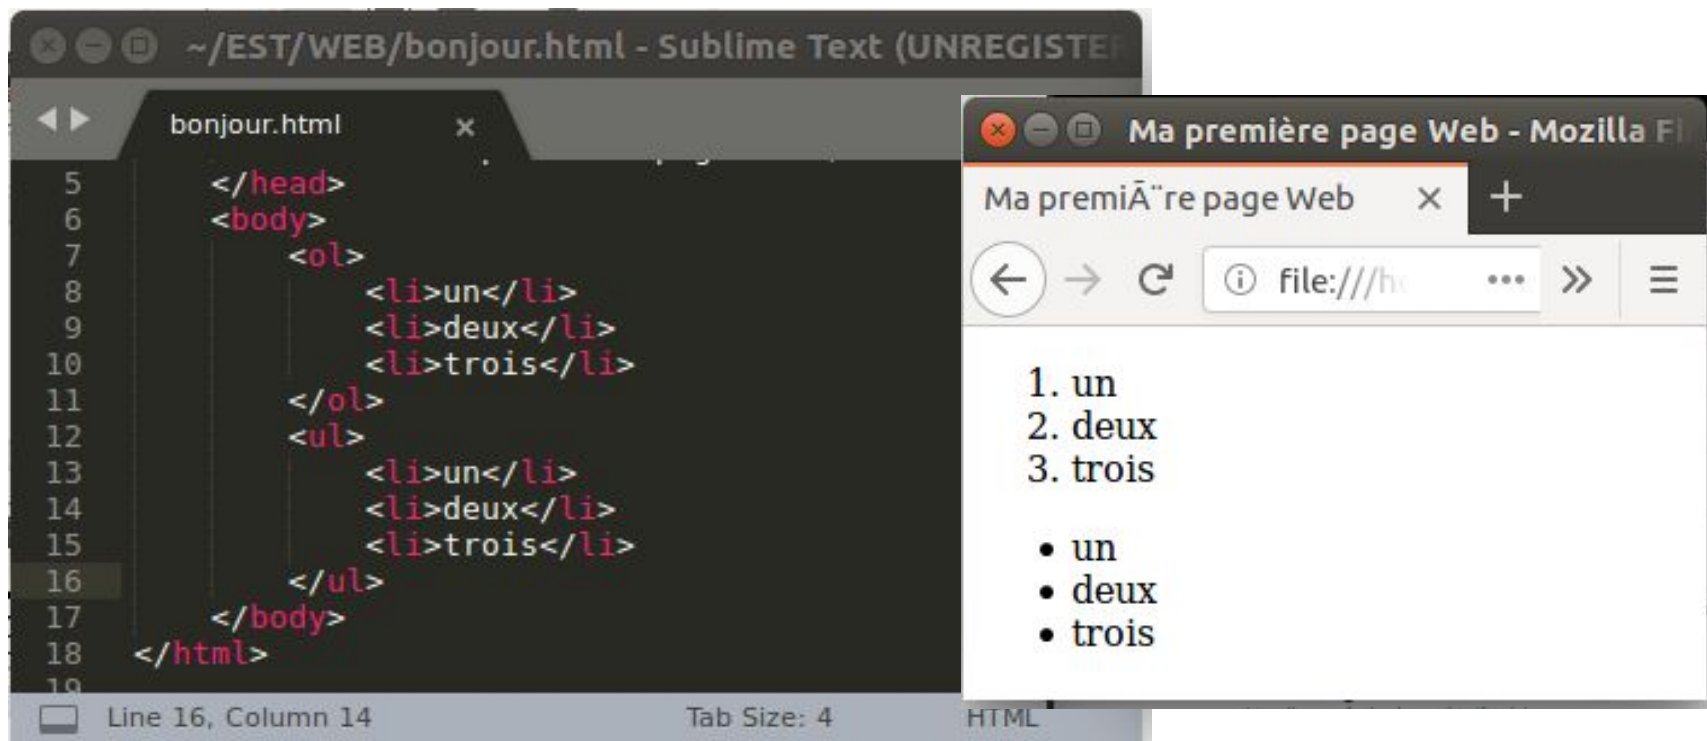 ~/EST/WEB/bonjour.html - Sublime Text (UNREGISTER
bonjour.html
5 </head>
6 <body>
7 <ol>
8 <li>un</li>
9 <li>deux</li>
10 <li>trois</li>
11 </ol>
12 <ul>
13 <li>un</li>
14 <li>deux</li>
15 <li>trois</li>
16 </ul>
17 </body>
18 </html>
19
Line 16, Column 14
Tab Size: 4
HTML
Ma première page Web - Mozilla Fi
Ma premiÃ¨re page Web
file:///h
1. un
2. deux
3. trois
• un
• deux
• trois